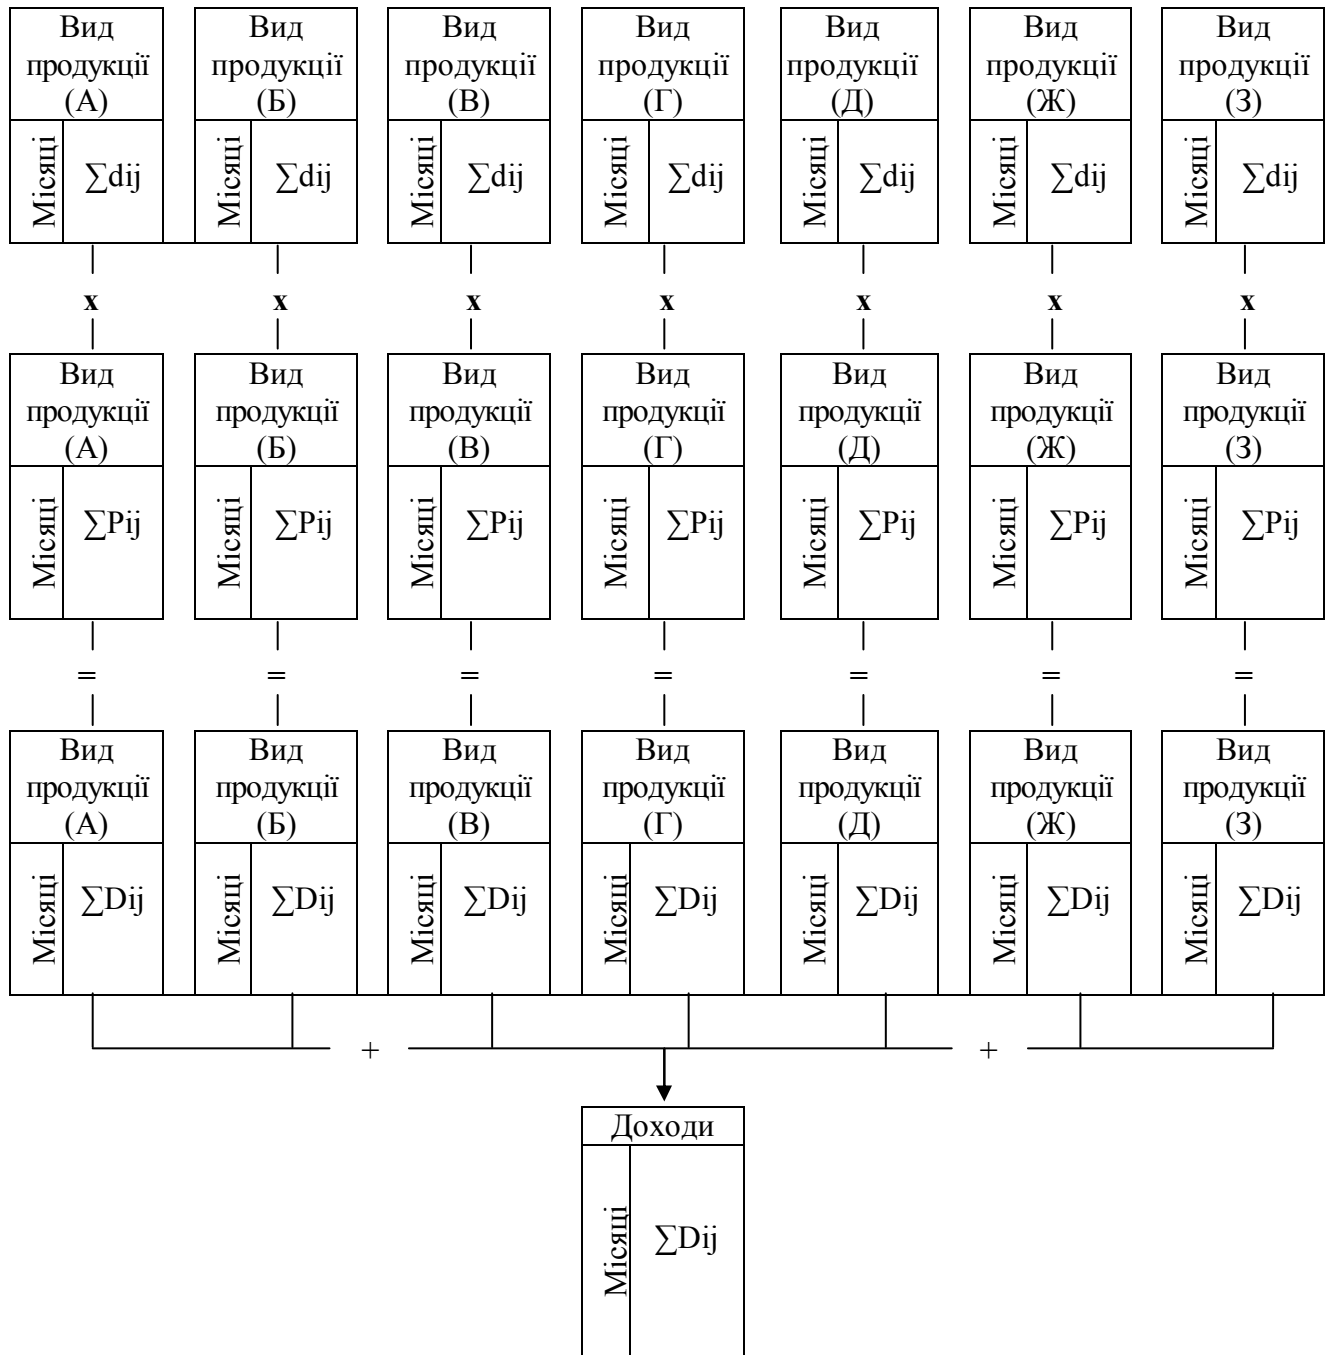 Вид продукції (А)
Вид продукції (Б)
Вид продукції (В)
Вид продукції (Г)
Вид продукції (Д)
Вид продукції (Ж)
Вид продукції (З)
Місяці ∑dij
Місяці ∑dij
Місяці ∑dij
Місяці ∑dij
Місяці ∑dij
Місяці ∑dij
Місяці ∑dij
x x x x x x x
Вид продукції (А)
Вид продукції (Б)
Вид продукції (В)
Вид продукції (Г)
Вид продукції (Д)
Вид продукції (Ж)
Вид продукції (З)
Місяці ∑Pij
Місяці ∑Pij
Місяці ∑Pij
Місяці ∑Pij
Місяці ∑Pij
Місяці ∑Pij
Місяці ∑Pij
= = = = = = =
Вид продукції (А)
Вид продукції (Б)
Вид продукції (В)
Вид продукції (Г)
Вид продукції (Д)
Вид продукції (Ж)
Вид продукції (З)
Місяці ∑Dij
Місяці ∑Dij
Місяці ∑Dij
Місяці ∑Dij
Місяці ∑Dij
Місяці ∑Dij
Місяці ∑Dij
+ +
Доходи
Місяці ∑Dij